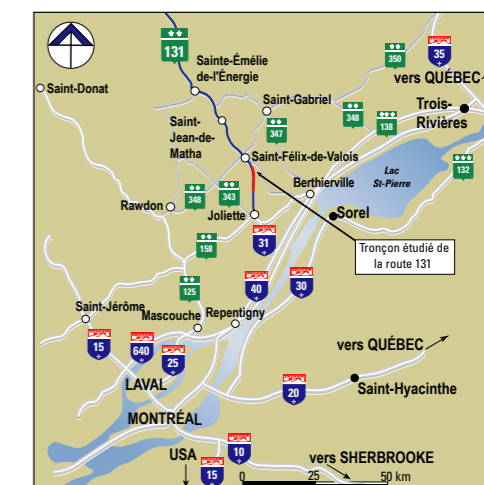 131
350
35
vers QUÉBEC
Sainte-Émélie
de-l'Énergie
Saint-Donat
Saint-Gabriel
Trois-
Rivières
Saint-
Jean-de-
Matha
347
348
138
Saint-Félix-de-Valois
Lac
St-Pierre
132
Berthierville
Rawdon
348
343
Joliette
Sorel
31
158
Tronçon étudié de
la route 131
125
40
30
Saint-Jérôme
Mascouche
Repentigny
15
640
25
vers QUÉBEC
LAVAL
20
Saint-Hyacinthe
MONTRÉAL
USA
10
vers SHERBROOKE
15
0
25
50 km